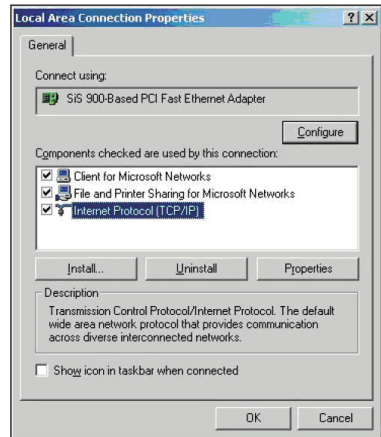 Local Area Connection Properties
General
Connect using:
SiS 900-Based PCI Fast Ethernet Adapter
Configure
Components checked are used by this connection:
Client for Microsoft Networks
File and Printer Sharing for Microsoft Networks
Internet Protocol (TCP/IP)
Install... Uninstall Properties
Description
Transmission Control Protocol/Internet Protocol. The default
wide area network protocol that provides communication
across diverse interconnected networks.
Show icon in taskbar when connected
OK Cancel